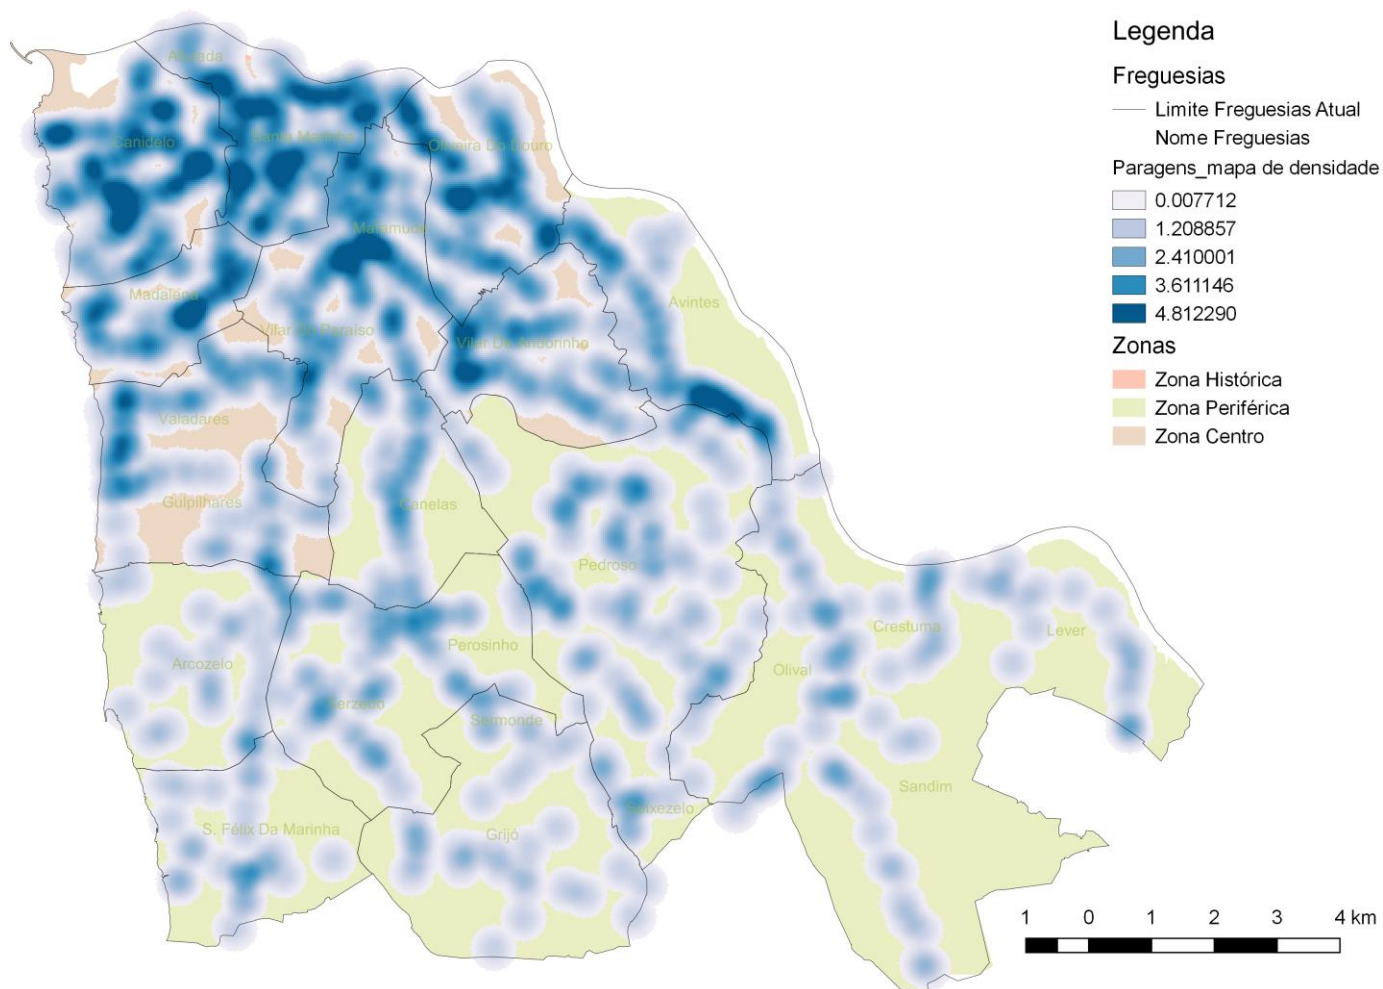 Legenda
Freguesias
Limite Freguesias Atual
Nome Freguesias
Paragens_mapa de densidade
0.007712
1.208857
2.410001
3.611146
4.812290
Zonas
Zona Histórica
Zona Periférica
Zona Centro
Afurada
Canidelo
Santa Marinha
Oliveira Do Douro
Mafamude
Madalena
Avintes
Vilar Do Paraíso
Vilar De Andorinho
Valadares
Gulpilhares
Canelas
Pedroso
Crestuma
Lever
Perosinho
Arcozelo
Olival
Serzedo
Sermonde
Sandim
Seixezelo
S. Félix Da Marinha
Grijó
1 0 1 2 3 4 km